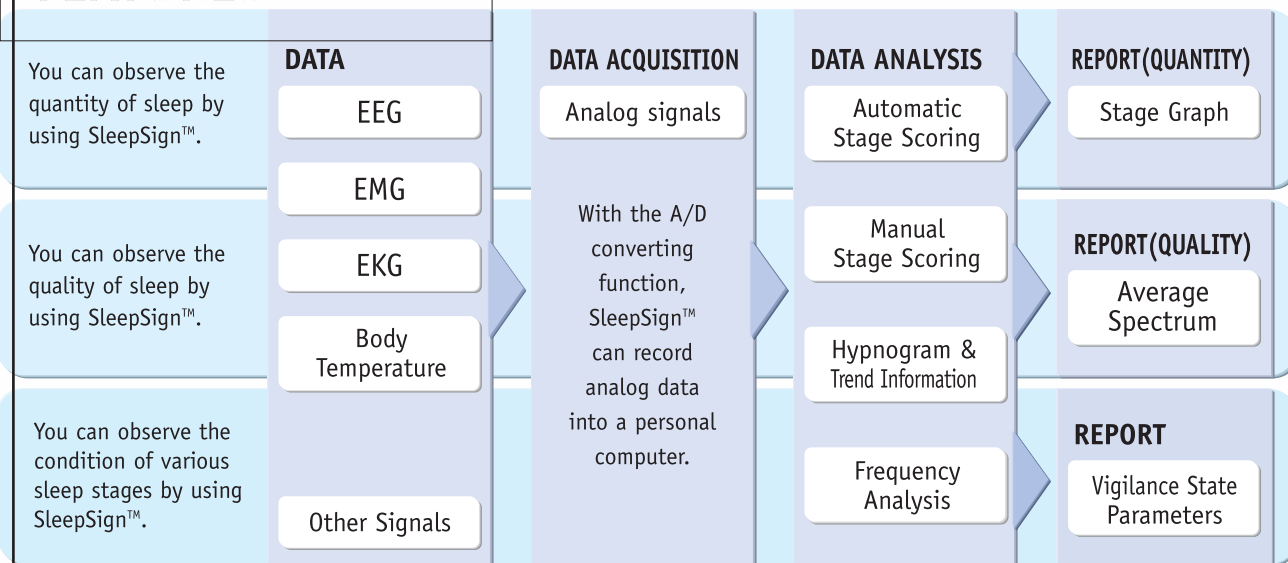 You can observe the
quantity of sleep by
using SleepSign™.
You can observe the
quality of sleep by
using SleepSign™.
You can observe the
condition of various
sleep stages by using
SleepSign™.
DATA
EEG
EMG
EKG
Body
Temperature
Other Signals
DATA ACQUISITION
Analog signals
With the A/D
converting
function,
SleepSign™
can record
analog data
into a personal
computer.
DATA ANALYSIS
Automatic
Stage Scoring
Manual
Stage Scoring
Hypnogram &
Trend Information
Frequency
Analysis
REPORT(QUANTITY)
Stage Graph
REPORT(QUALITY)
Average
Spectrum
REPORT
Vigilance State
Parameters